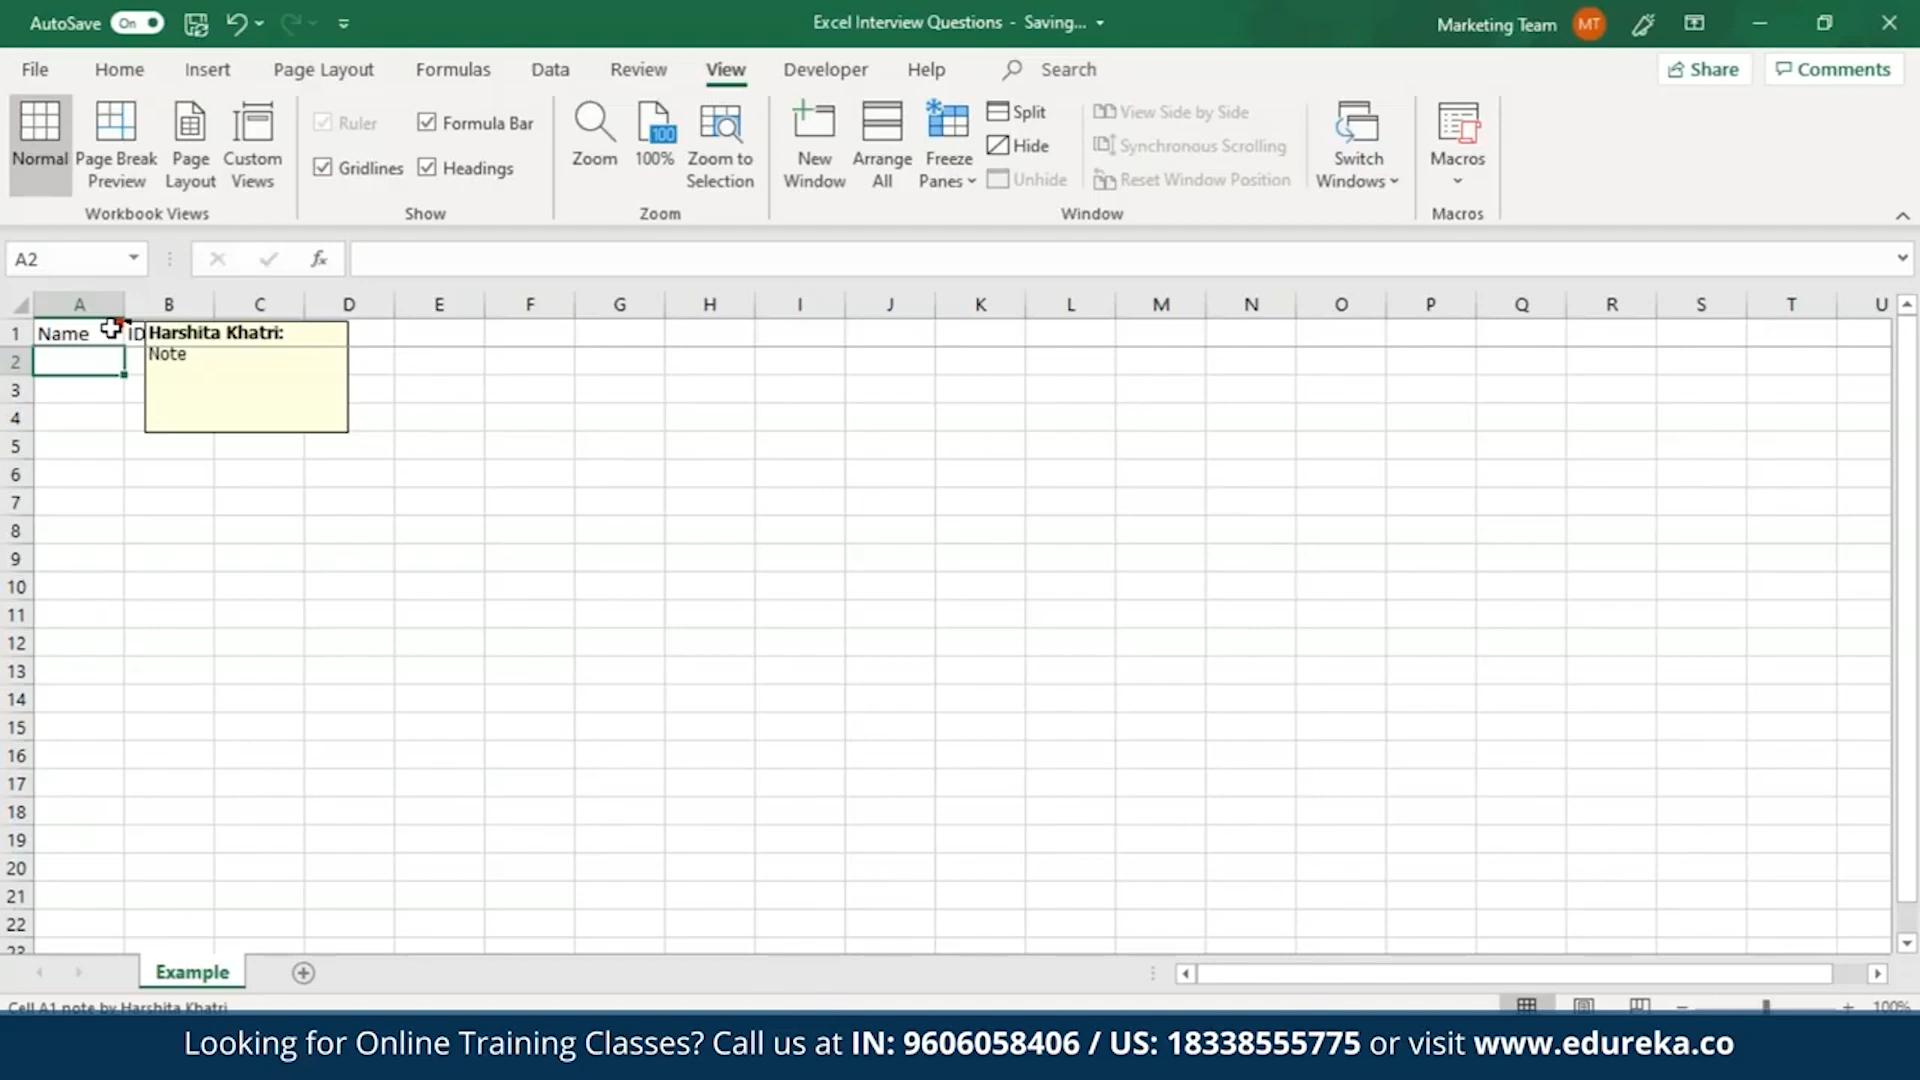 AutoSave On
Excel Interview Questions - Saving...
Marketing Team MT
File Home Insert Page Layout Formulas Data Review View Developer Help Search
Share Comments
Normal
Page Break Preview
Page Layout
Custom Views
Workbook Views
Ruler
Formula Bar
Gridlines
Headings
Show
Zoom
100
100%
Zoom to Selection
Zoom
New Window
Arrange All
Freeze Panes
Split
Hide
Unhide
View Side by Side
Synchronous Scrolling
Reset Window Position
Switch Windows
Window
Macros
Macros
A2
fx
A B C D E F G H I J K L M N O P Q R S T U
1 Name ID Harshita Khatri:
2 Note
3
4
5
6
7
8
9
10
11
12
13
14
15
16
17
18
19
20
21
22
23
Example
Cell A1 note by Harshita Khatri
100%
Looking for Online Training Classes? Call us at IN: 9606058406 / US: 18338555775 or visit www.edureka.co